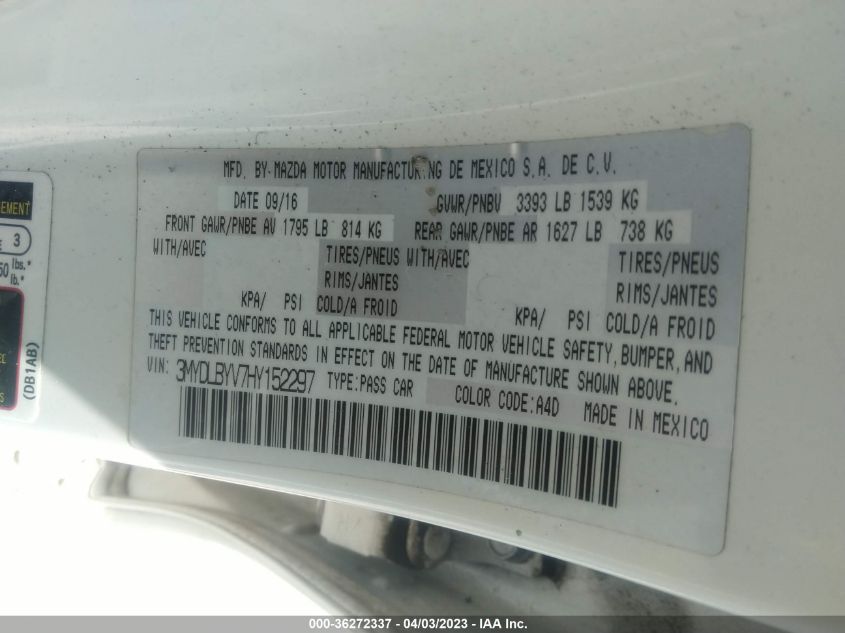 MFD. BY-MAZDA MOTOR MANUFACTURING DE MEXICO S.A. DE C.V.
DATE 09/16 GVWR/PNBV 3393 LB 1539 KG
FRONT GAWR/PNBE AV 1795 LB 814 KG REAR GAWR/PNBE AR 1627 LB 738 KG
WITH/AVEC TIRES/PNEUS WITH/AVEC TIRES/PNEUS
RIMS/JANTES RIMS/JANTES
KPA/ PSI COLD/A FROID KPA/ PSI COLD/A FROID
THIS VEHICLE CONFORMS TO ALL APPLICABLE FEDERAL MOTOR VEHICLE SAFETY, BUMPER, AND
THEFT PREVENTION STANDARDS IN EFFECT ON THE DATE OF MANUFACTURE SHOWN ABOVE.
VIN: 3MYDLBYV7HY152297 TYPE:PASS CAR COLOR CODE:A4D MADE IN MEXICO
3
lbs.*
lb.*
(DB1AB)
000-36272337 - 04/03/2023 - IAA Inc.